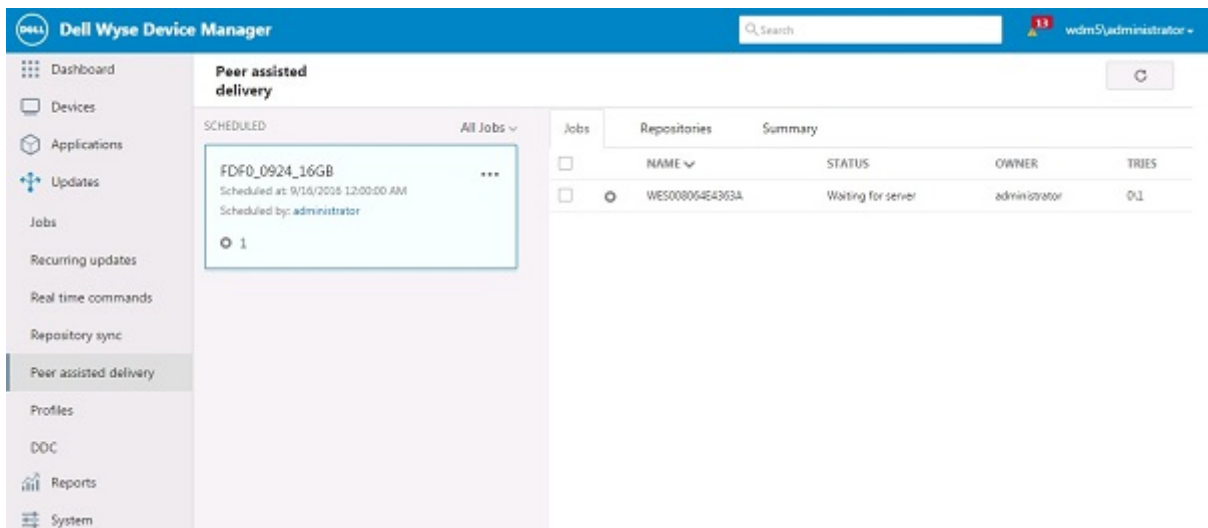 DELL Dell Wyse Device Manager
Search
13
wdm5\administrator
Dashboard
Devices
Applications
Updates
Jobs
Recurring updates
Real time commands
Repository sync
Peer assisted delivery
Profiles
DDC
Reports
System
Peer assisted
delivery
SCHEDULED All Jobs
FDF0_0924_16GB
Scheduled at: 9/16/2016 12:00:00 AM
Scheduled by: administrator
1
Jobs Repositories Summary
NAME STATUS OWNER TRIES
WES008064E4363A Waiting for server administrator 0\1